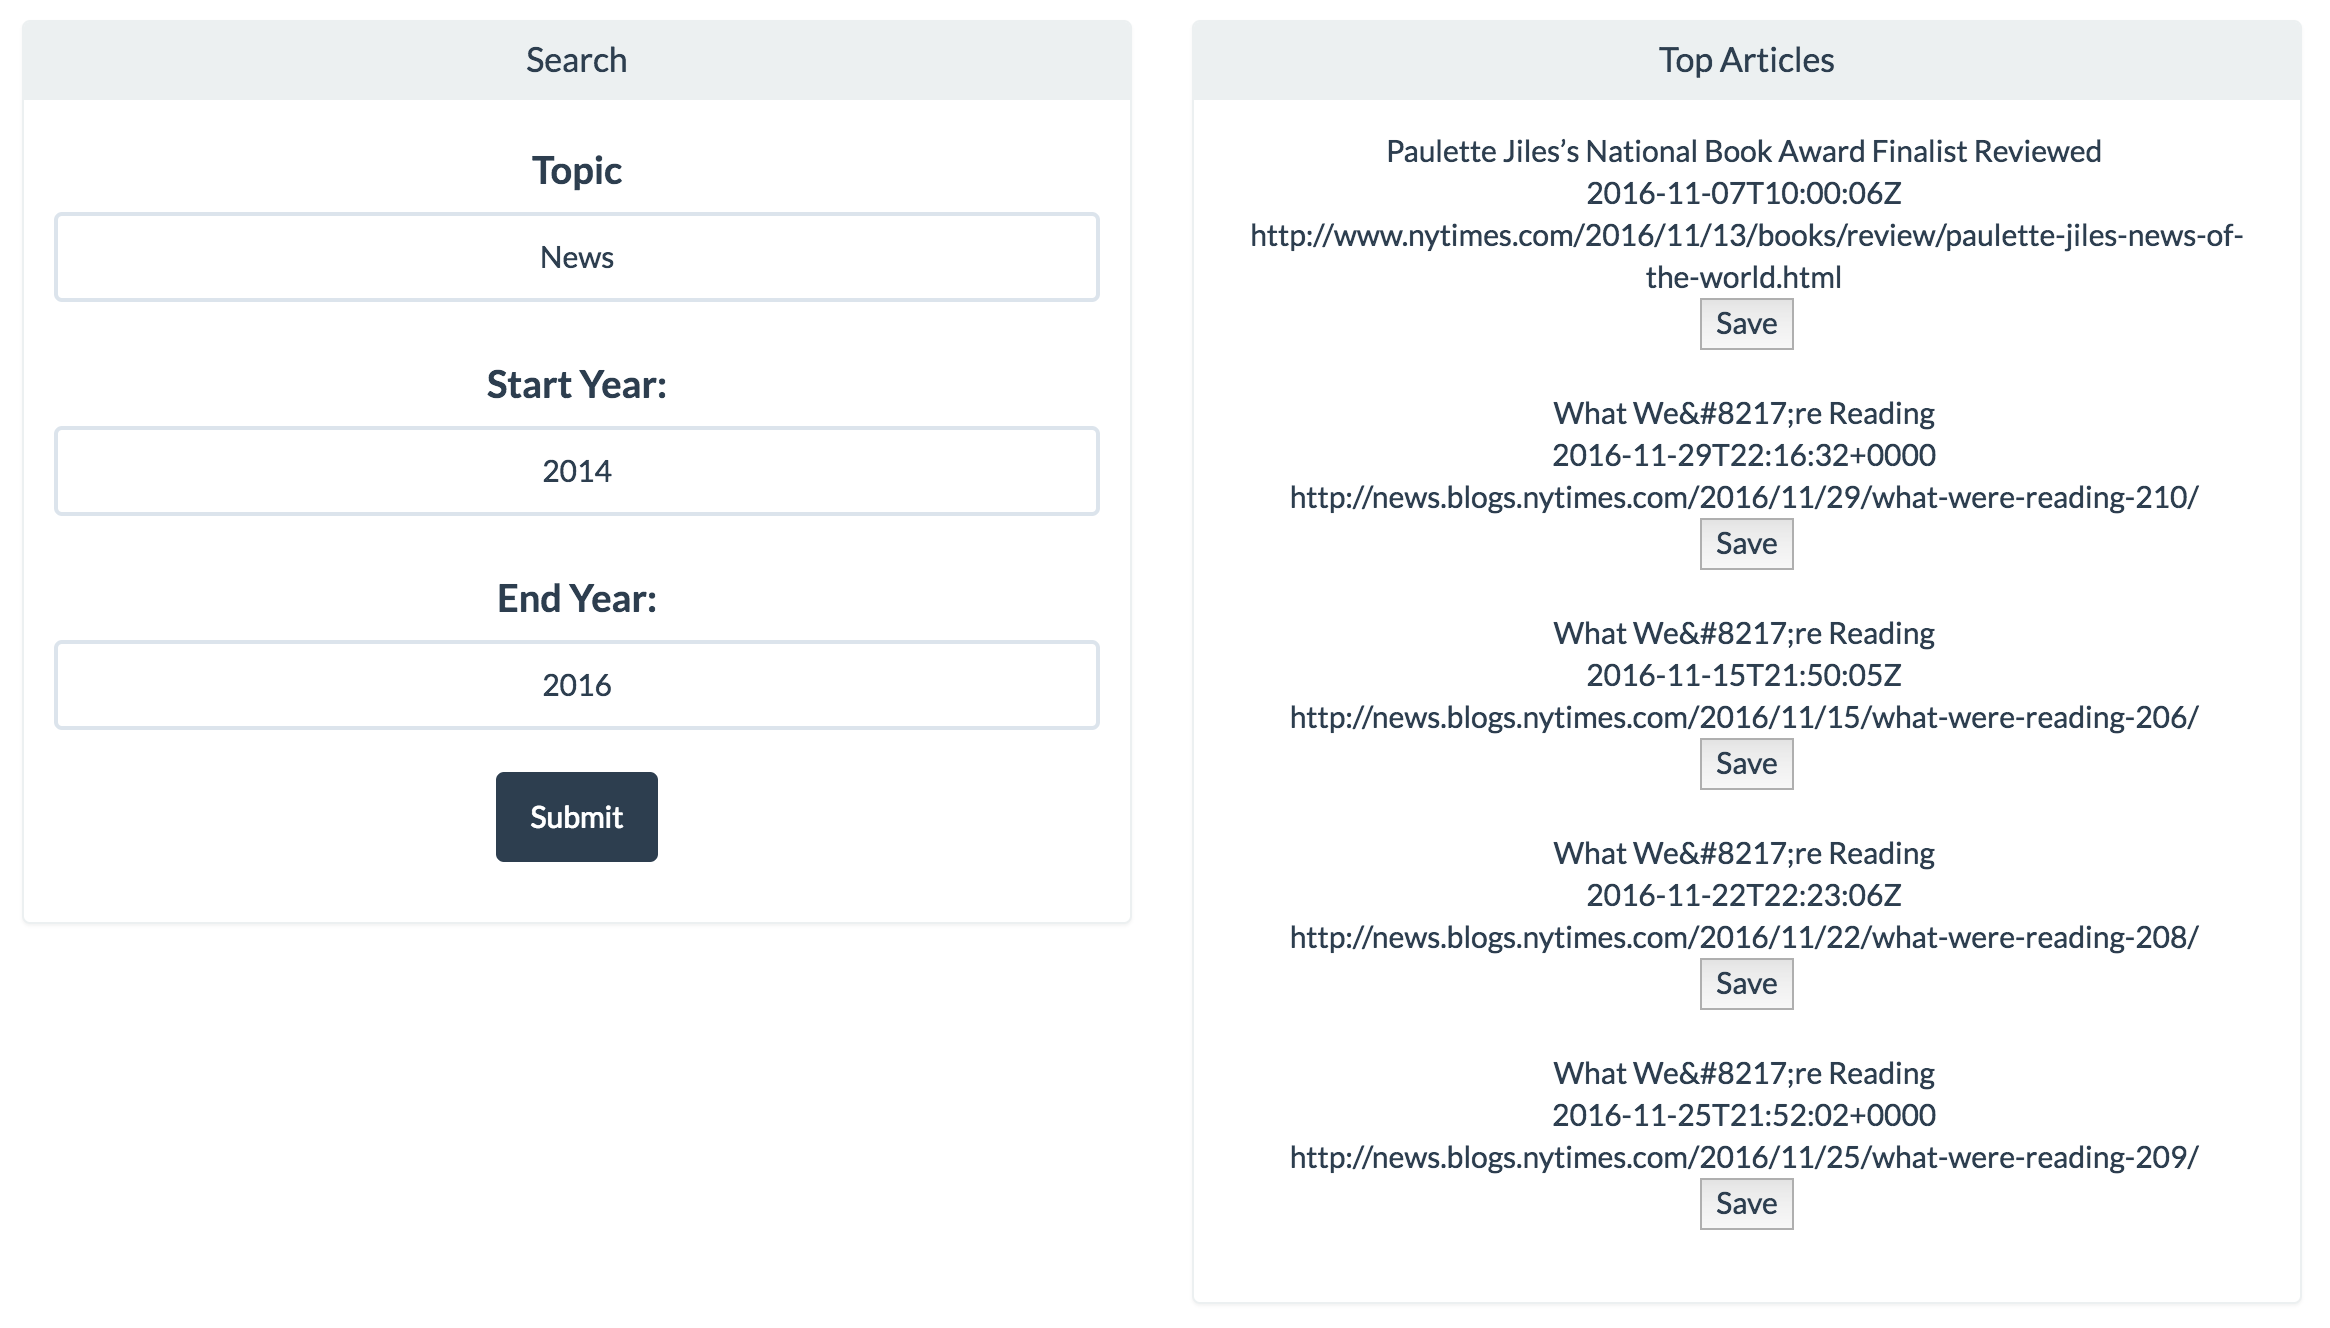 Search
Topic
News
Start Year:
2014
End Year:
2016
Submit
Top Articles
Paulette Jiles’s National Book Award Finalist Reviewed
2016-11-07T10:00:06Z
http://www.nytimes.com/2016/11/13/books/review/paulette-jiles-news-of-
the-world.html
Save
What We&#8217;re Reading
2016-11-29T22:16:32+0000
http://news.blogs.nytimes.com/2016/11/29/what-were-reading-210/
Save
What We&#8217;re Reading
2016-11-15T21:50:05Z
http://news.blogs.nytimes.com/2016/11/15/what-were-reading-206/
Save
What We&#8217;re Reading
2016-11-22T22:23:06Z
http://news.blogs.nytimes.com/2016/11/22/what-were-reading-208/
Save
What We&#8217;re Reading
2016-11-25T21:52:02+0000
http://news.blogs.nytimes.com/2016/11/25/what-were-reading-209/
Save